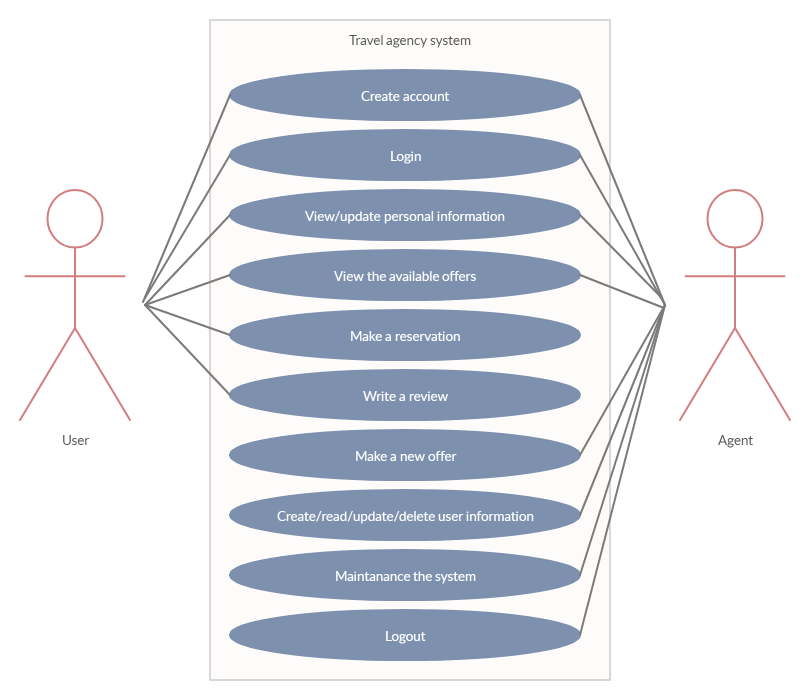 Travel agency system
Create account
Login
View/update personal information
View the available offers
Make a reservation
Write a review
User
Agent
Make a new offer
Create/read/update/delete user information
Maintanance the system
Logout